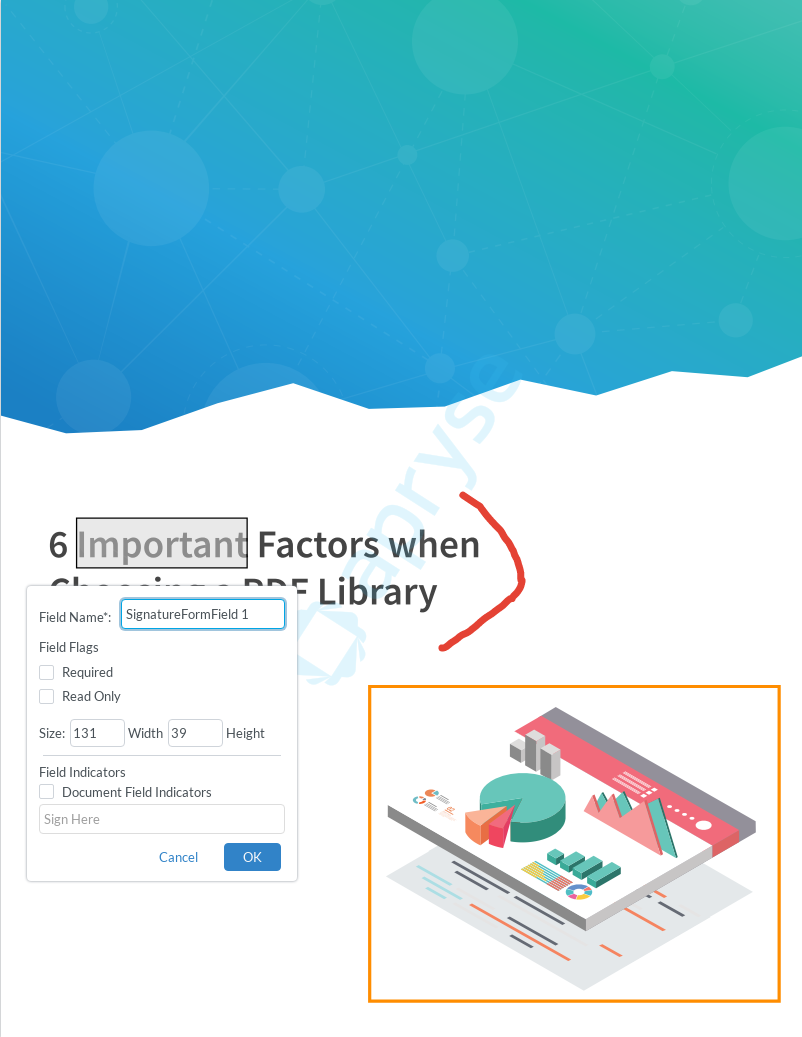 apryse
6 Important Factors when
Choosing a PDF Library
Field Name*: SignatureFormField 1
Field Flags
Required
Read Only
Size: 131 Width 39 Height
Field Indicators
Document Field Indicators
Sign Here
Cancel OK